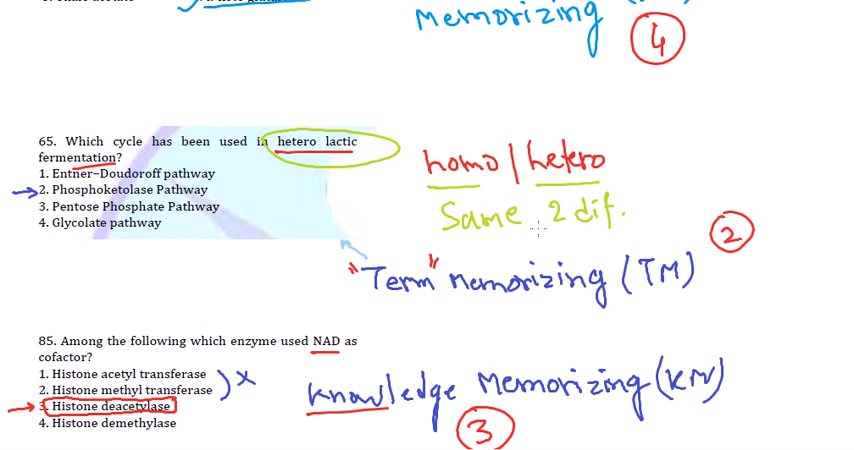 Memorizing
4
65. Which cycle has been used in hetero lactic
fermentation?
1. Entner–Doudoroff pathway
2. Phosphoketolase Pathway
3. Pentose Phosphate Pathway
4. Glycolate pathway
homo / hetero
Same 2 dif.
2
"Term" Memorizing (TM)
85. Among the following which enzyme used NAD as
cofactor?
1. Histone acetyl transferase
2. Histone methyl transferase
3. Histone deacetylase
4. Histone demethylase
) x
Knowledge Memorizing (KM)
3